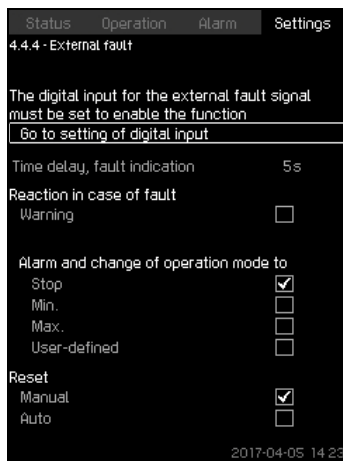 Status Operation Alarm Settings
4.4.4 - External fault
The digital input for the external fault signal
must be set to enable the function
Go to setting of digital input
Time delay, fault indication 5s
Reaction in case of fault
Warning
Alarm and change of operation mode to
Stop
Min.
Max.
User-defined
Reset
Manual
Auto
2017-04-05 14:23